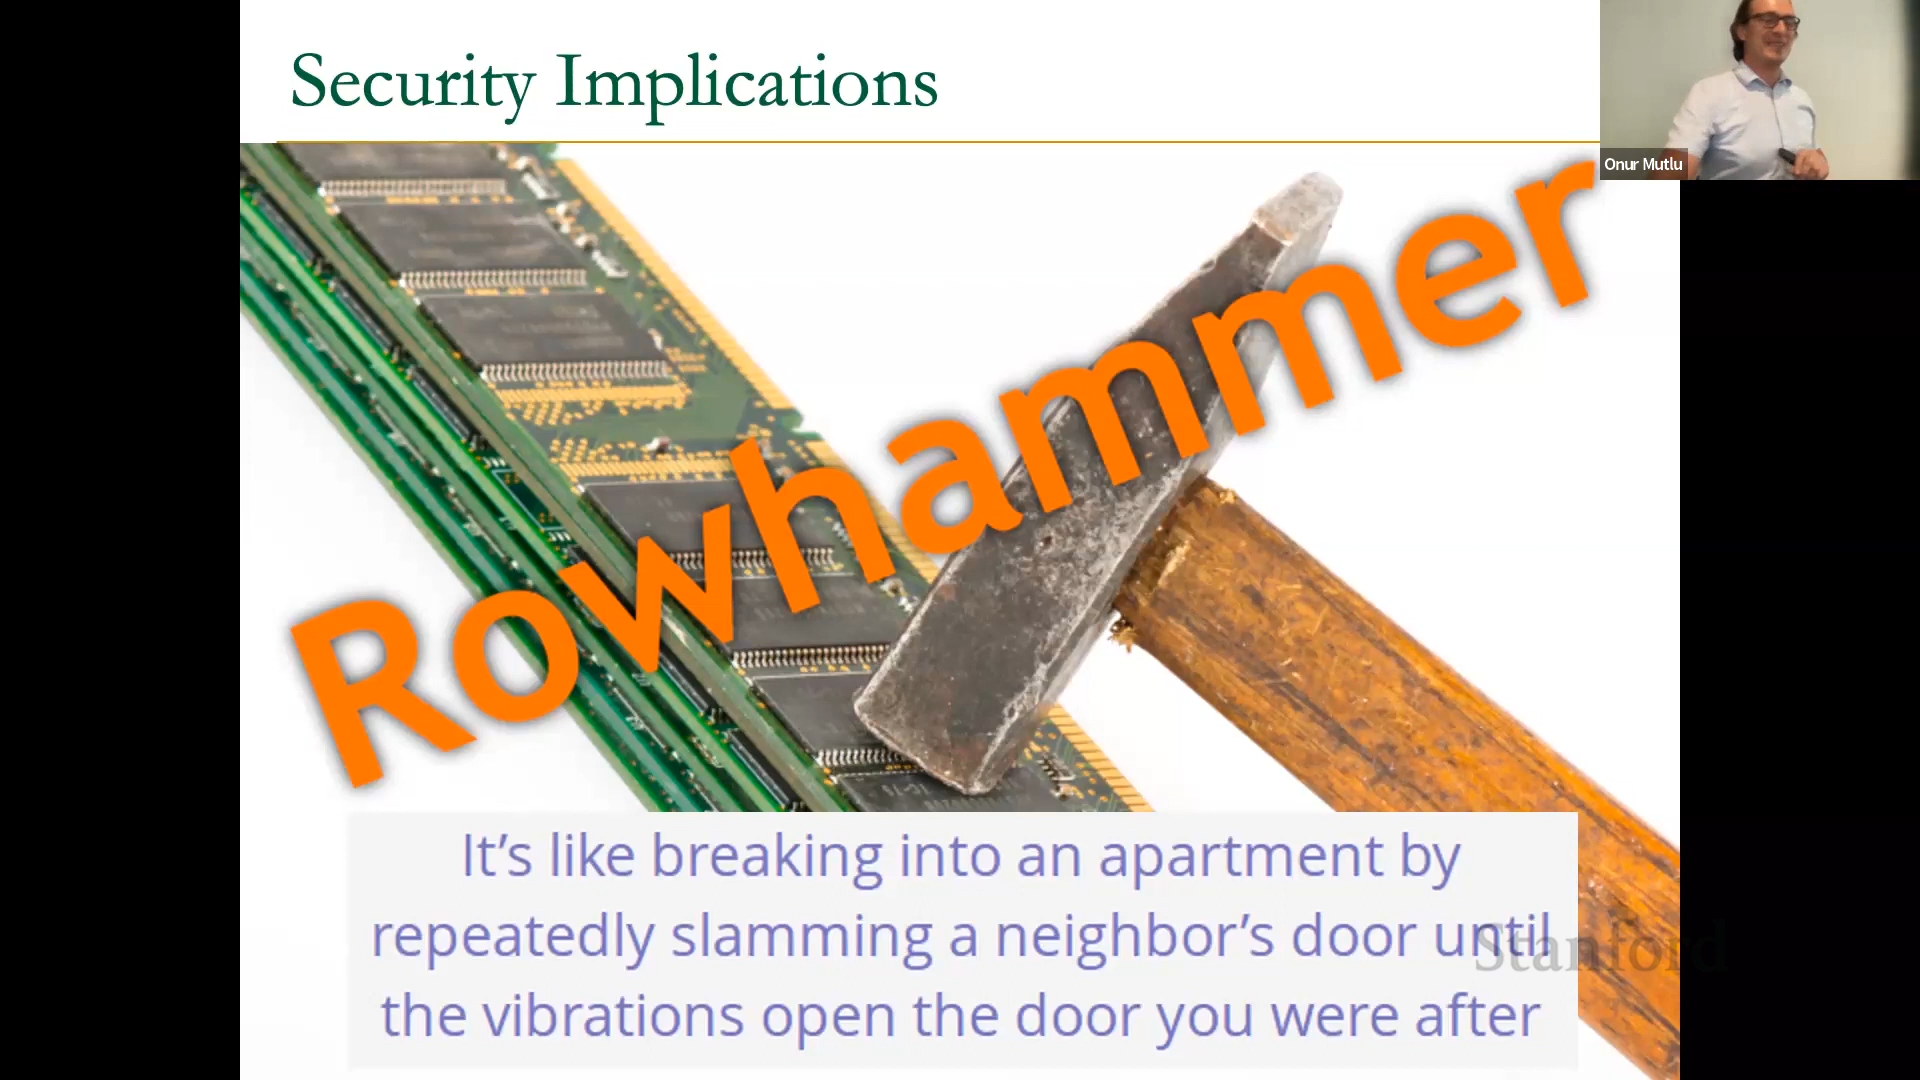 Security Implications
Onur Mutlu
Rowhammer
It's like breaking into an apartment by
repeatedly slamming a neighbor's door until
the vibrations open the door you were after
Stanford